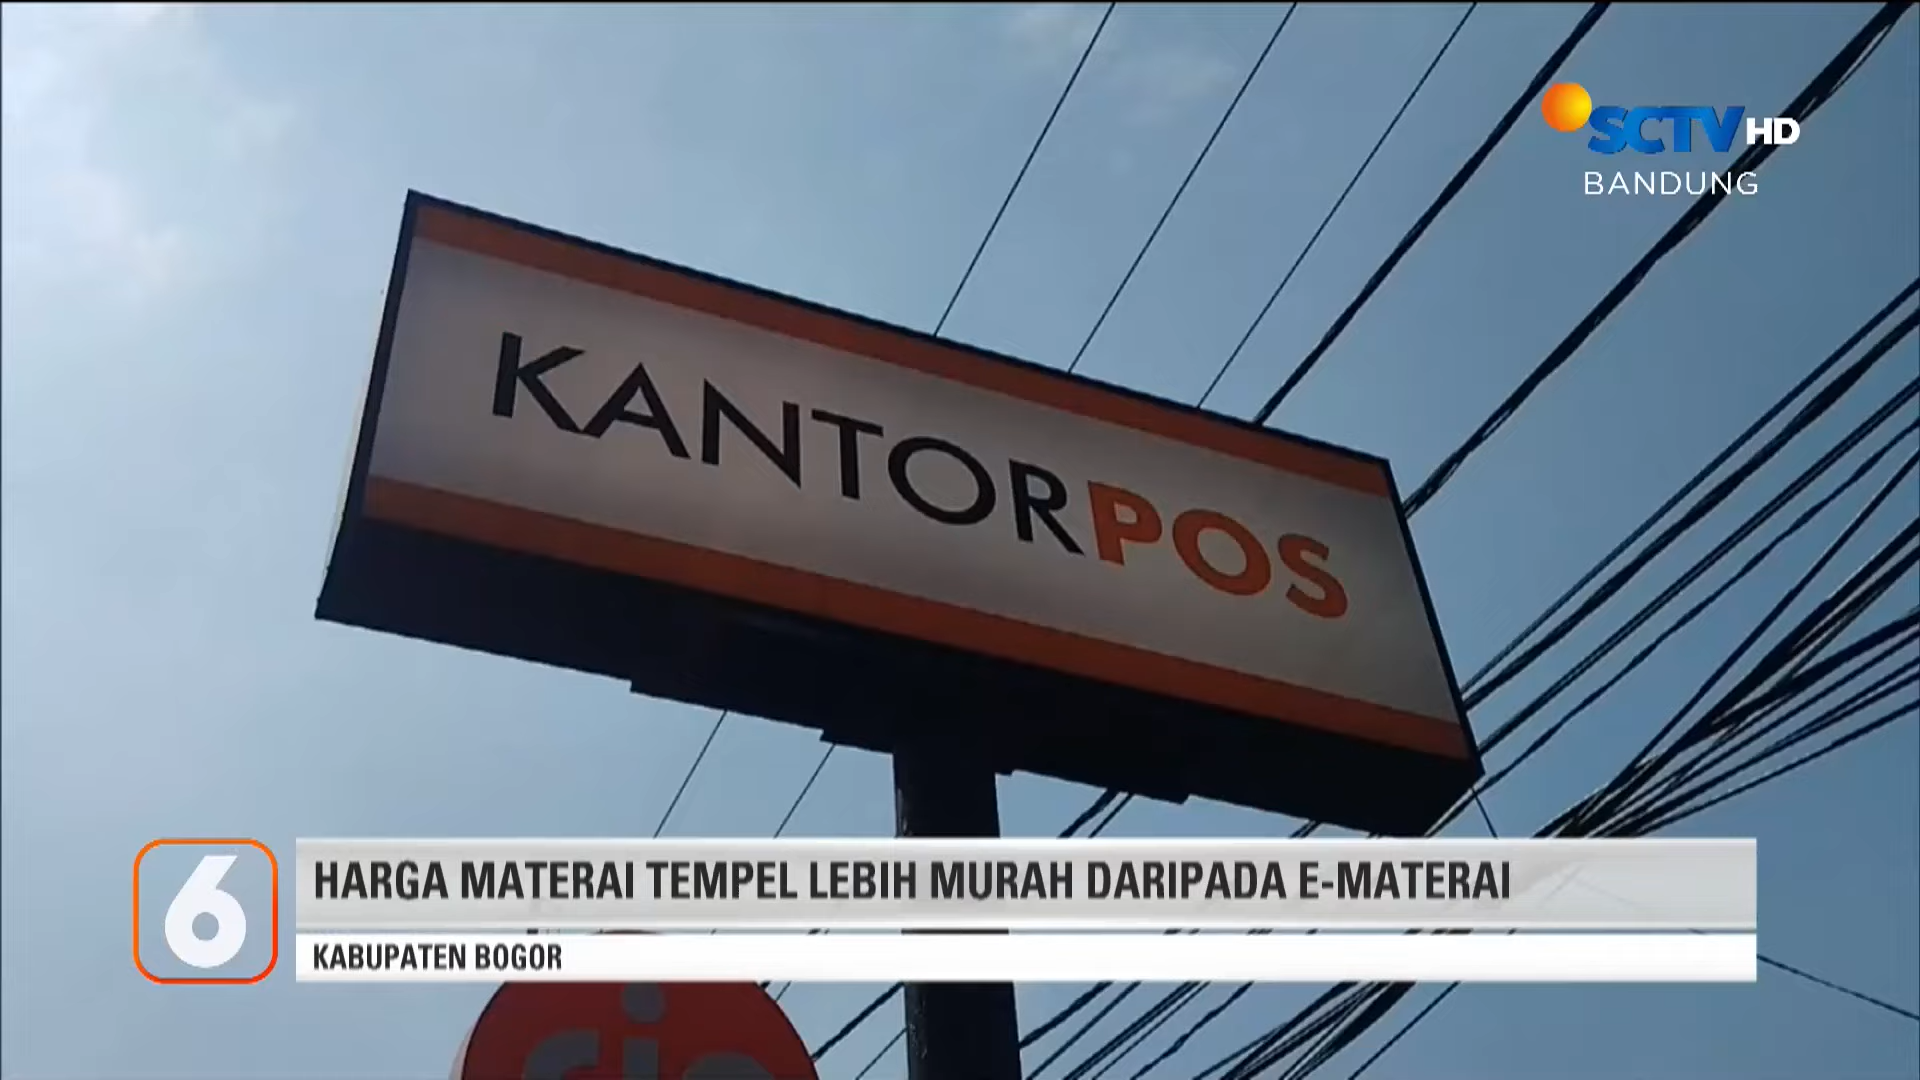 SCTV HD
BANDUNG
KANTORPOS
6 HARGA MATERAI TEMPEL LEBIH MURAH DARIPADA E-MATERAI
KABUPATEN BOGOR